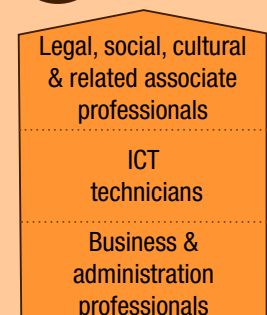 Legal, social, cultural
& related associate
professionals
ICT
technicians
Business &
administration
professionals